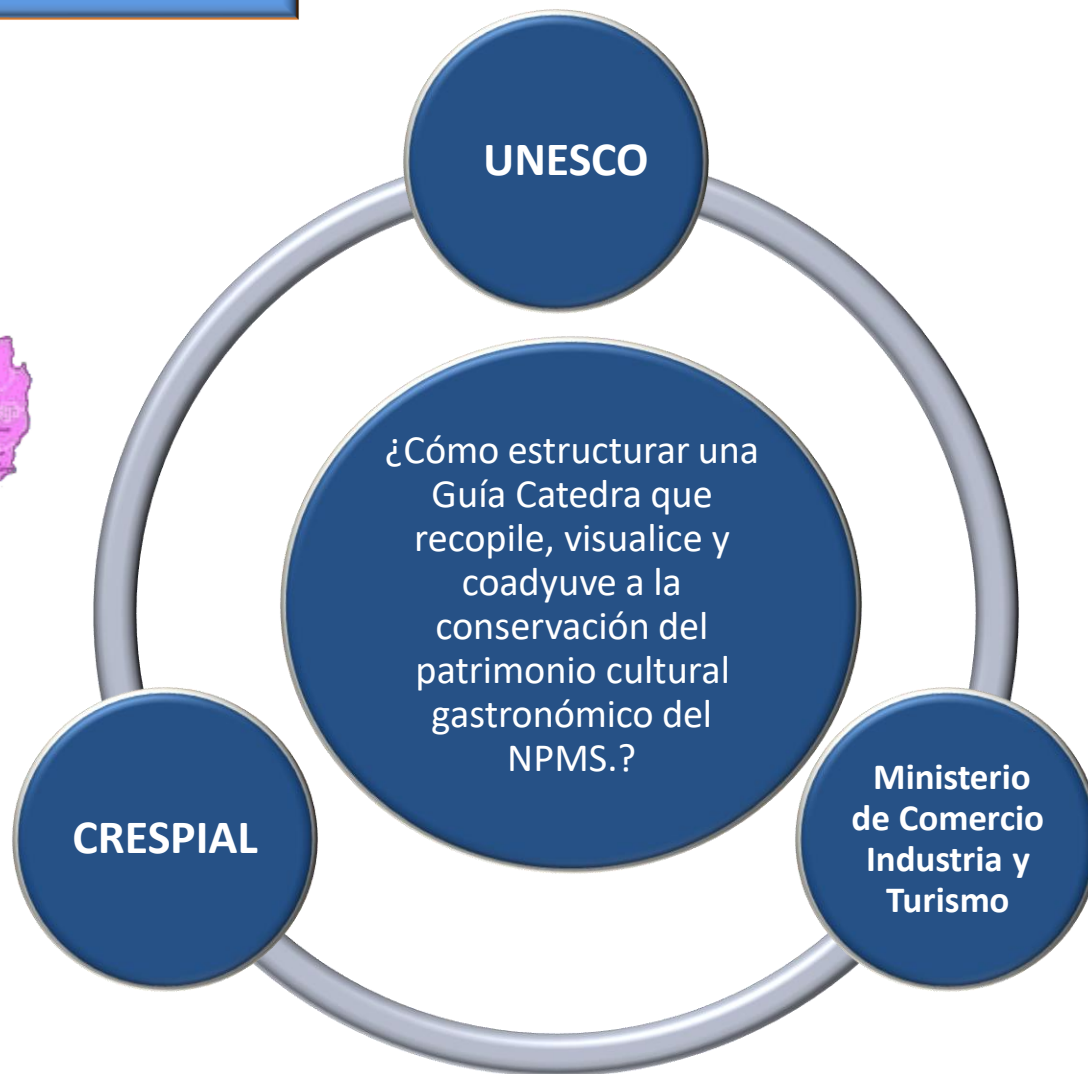 UNESCO
¿Cómo estructurar una
Guía Catedra que
recopile, visualice y
coadyuve a la
conservación del
patrimonio cultural
gastronómico del
NPMS.?
CRESPIAL
Ministerio
de Comercio
Industria y
Turismo